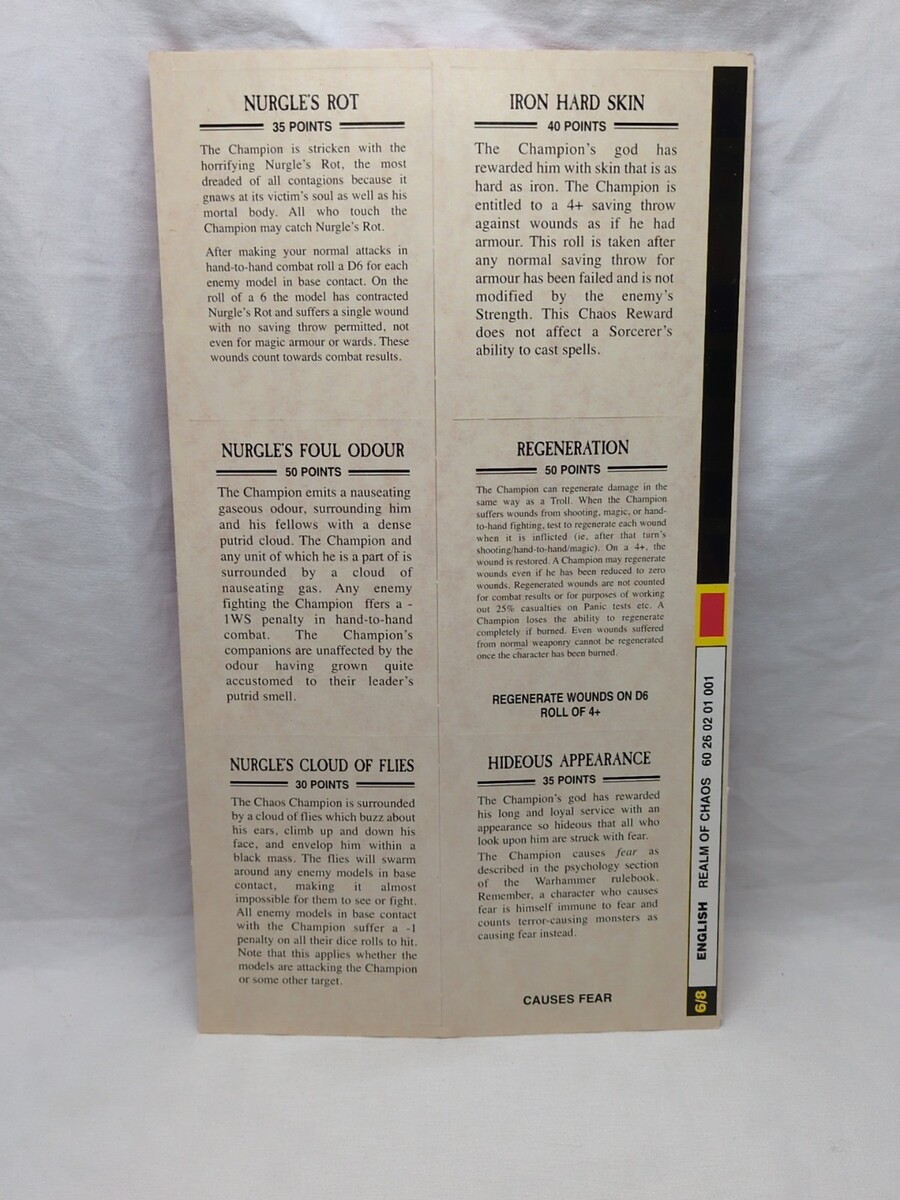 NURGLE'S ROT
35 POINTS
The Champion is stricken with the
horrifying Nurgle's Rot, the most
dreaded of all contagions because it
gnaws at its victim's soul as well as his
mortal body. All who touch the
Champion may catch Nurgle's Rot.
After making your normal attacks in
hand-to-hand combat roll a D6 for each
enemy model in base contact. On the
roll of a 6 the model has contracted
Nurgle's Rot and suffers a single wound
with no saving throw permitted, not
even for magic armour or wards. These
wounds count towards combat results.
IRON HARD SKIN
40 POINTS
The Champion's god has
rewarded him with skin that is as
hard as iron. The Champion is
entitled to a 4+ saving throw
against wounds as if he had
armour. This roll is taken after
any normal saving throw for
armour has been failed and is not
modified by the enemy's
Strength. This Chaos Reward
does not affect a Sorcerer's
ability to cast spells.
NURGLE'S FOUL ODOUR
50 POINTS
The Champion emits a nauseating
gaseous odour, surrounding him
and his fellows with a dense
putrid cloud. The Champion and
any unit of which he is a part of is
surrounded by a cloud of
nauseating gas. Any enemy
fighting the Champion ffers a -
1WS penalty in hand-to-hand
combat. The Champion's
companions are unaffected by the
odour having grown quite
accustomed to their leader's
putrid smell.
REGENERATION
50 POINTS
The Champion can regenerate damage in the
same way as a Troll. When the Champion
suffers wounds from shooting, magic, or hand-
to-hand fighting, test to regenerate each wound
when it is inflicted (ie, after that turn's
shooting/hand-to-hand/magic). On a 4+, the
wound is restored. A Champion may regenerate
wounds even if he has been reduced to zero
wounds. Regenerated wounds are not counted
for combat results or for purposes of working
out 25% casualties on Panic tests etc. A
Champion loses the ability to regenerate
completely if burned. Even wounds suffered
from normal weaponry cannot be regenerated
once the character has been burned.
REGENERATE WOUNDS ON D6
ROLL OF 4+
NURGLE'S CLOUD OF FLIES
30 POINTS
The Chaos Champion is surrounded
by a cloud of flies which buzz about
his ears, climb up and down his
face, and envelop him within a
black mass. The flies will swarm
around any enemy models in base
contact, making it almost
impossible for them to see or fight.
All enemy models in base contact
with the Champion suffer a -1
penalty on all their dice rolls to hit.
Note that this applies whether the
models are attacking the Champion
or some other target.
HIDEOUS APPEARANCE
35 POINTS
The Champion's god has rewarded
his long and loyal service with an
appearance so hideous that all who
look upon him are struck with fear.
The Champion causes fear as
described in the psychology section
of the Warhammer rulebook.
Remember, a character who causes
fear is himself immune to fear and
counts terror-causing monsters as
causing fear instead.
CAUSES FEAR
6/8 ENGLISH REALM OF CHAOS 60 26 02 01 001